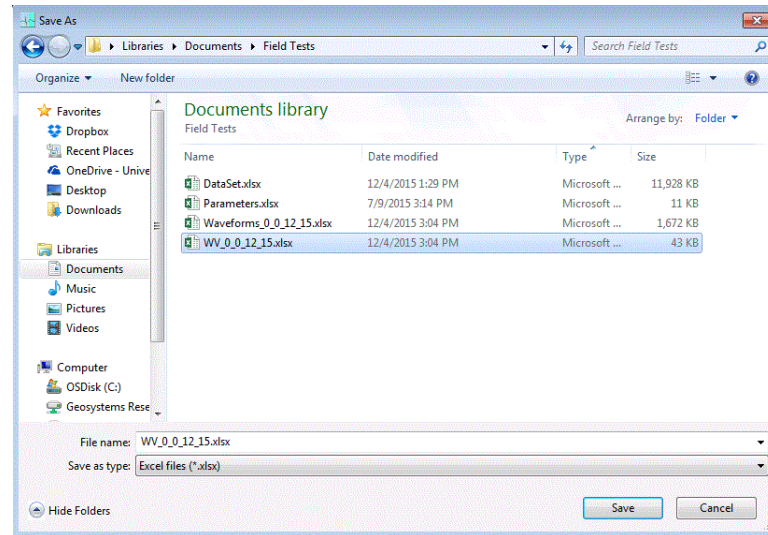 Save As
Libraries Documents Field Tests Search Field Tests
Organize New folder
Favorites
Dropbox
Recent Places
OneDrive - Unive
Desktop
Downloads
Libraries
Documents
Music
Pictures
Videos
Computer
OSDisk (C:)
Geosystems Rese
Documents library
Field Tests
Arrange by: Folder
Name Date modified Type Size
DataSet.xlsx 12/4/2015 1:29 PM Microsoft ... 11,928 KB
Parameters.xlsx 7/9/2015 3:14 PM Microsoft ... 11 KB
Waveforms_0_0_12_15.xlsx 12/4/2015 3:04 PM Microsoft ... 1,672 KB
WV_0_0_12_15.xlsx 12/4/2015 3:04 PM Microsoft ... 43 KB
File name: WV_0_0_12_15.xlsx
Save as type: Excel files (*.xlsx)
Hide Folders Save Cancel